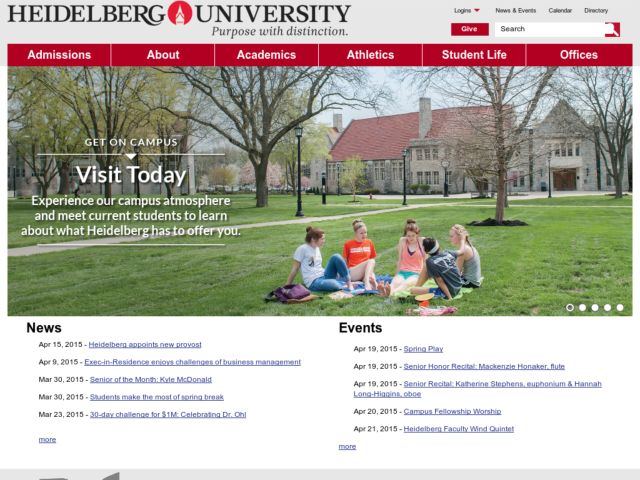 HEIDELBERG UNIVERSITY
Purpose with distinction.
Logins News & Events Calendar Directory
Give Search
Admissions About Academics Athletics Student Life Offices
GET ON CAMPUS
Visit Today
Experience our campus atmosphere
and meet current students to learn
about what Heidelberg has to offer you.
News
Apr 15, 2015 - Heidelberg appoints new provost
Apr 9, 2015 - Exec-in-Residence enjoys challenges of business management
Mar 30, 2015 - Senior of the Month: Kyle McDonald
Mar 30, 2015 - Students make the most of spring break
Mar 23, 2015 - 30-day challenge for $1M: Celebrating Dr. Ohl
more
Events
Apr 19, 2015 - Spring Play
Apr 19, 2015 - Senior Honor Recital: Mackenzie Honaker, flute
Apr 19, 2015 - Senior Recital: Katherine Stephens, euphonium & Hannah
Long-Higgins, oboe
Apr 20, 2015 - Campus Fellowship Worship
Apr 21, 2015 - Heidelberg Faculty Wind Quintet
more